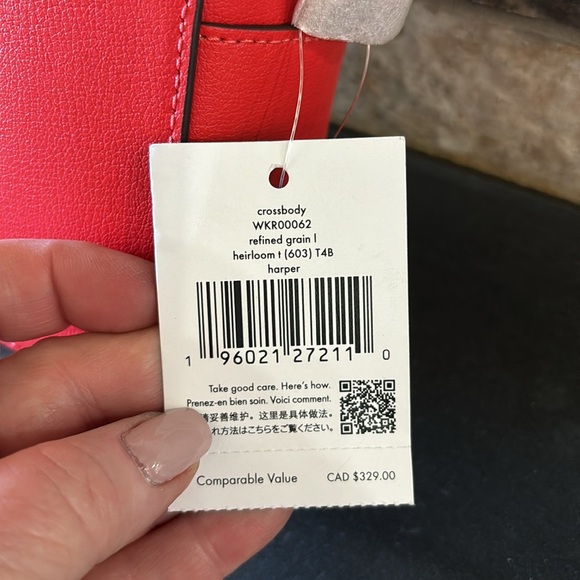 crossbody
WKR00062
refined grain l
heirloom t (603) T4B
harper
1 96021 27211 0
Take good care. Here's how.
Prenez-en bien soin. Voici comment.
妥善维护。这里是具体做法。
れ方法はこちらをご覧ください。
Comparable Value CAD $329.00